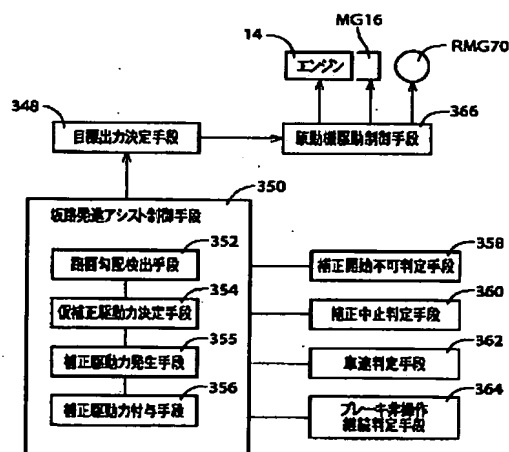 MG16
14
エンジン
RMG70
348
目標出力決定手段
366
駆動機駆動制御手段
350
坂路発進アシスト制御手段
352
路面勾配検出手段
354
仮補正駆動力決定手段
355
補正駆動力発生手段
356
補正駆動力付与手段
358
補正開始不可判定手段
360
補正中止判定手段
362
車速判定手段
364
ブレーキ非操作
継続判定手段